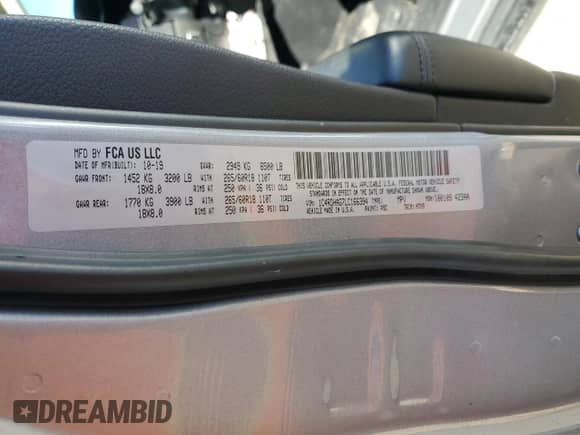 MFD BY FCA US LLC
DATE OF MFR(BUILT): 10-19 GVWR: 2949 KG 6500 LB
GAWR FRONT: 1452 KG 3200 LB WITH 265/60R18 110T TIRES
18X8.0 RIMS AT 250 KPA 36 PSI COLD
GAWR REAR: 1770 KG 3900 LB WITH 265/60R18 110T TIRES
18X8.0 RIMS AT 250 KPA 36 PSI COLD
THIS VEHICLE CONFORMS TO ALL APPLICABLE U.S.A. FEDERAL MOTOR VEHICLE SAFETY
STANDARDS IN EFFECT ON THE DATE OF MANUFACTURE SHOWN ABOVE.
VIN: MPV
MADE IN U.S.A. PAINT: TRIM:
DREAMBID